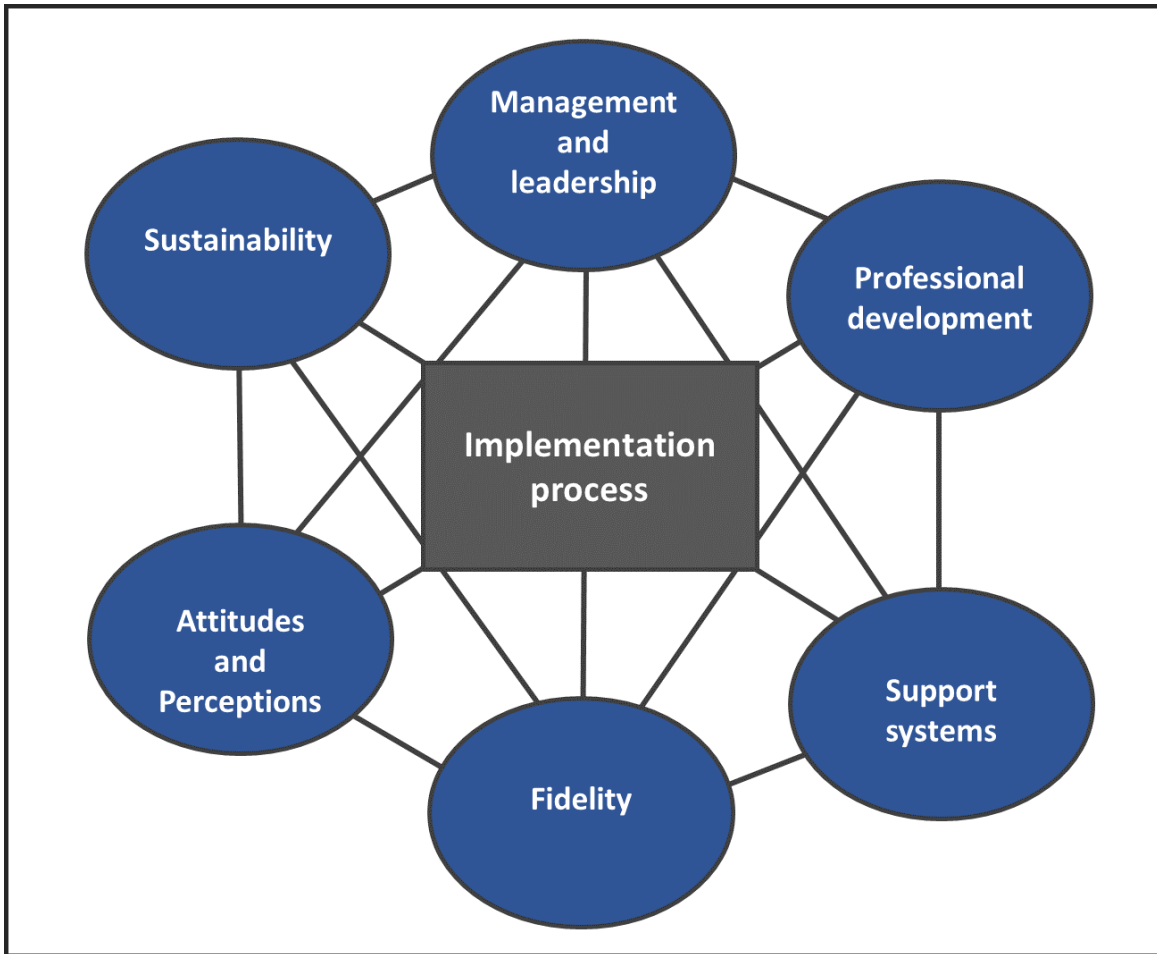 Management
and
leadership
Sustainability
Professional
development
Implementation
process
Attitudes
and
Perceptions
Support
systems
Fidelity